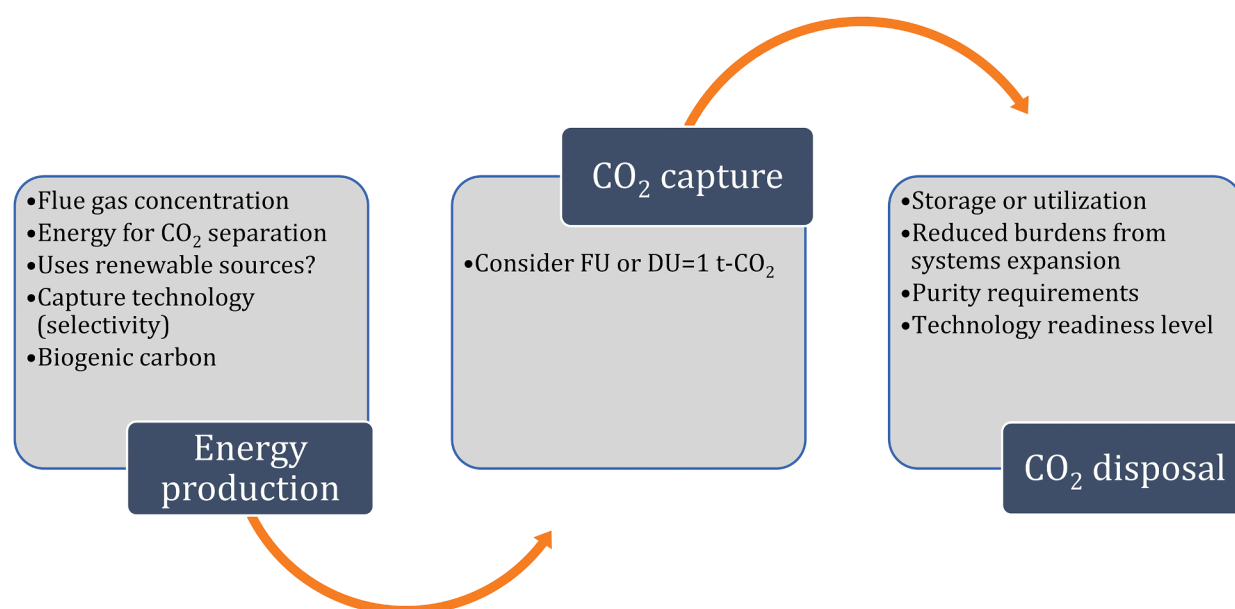 •Flue gas concentration
•Energy for CO₂ separation
•Uses renewable sources?
•Capture technology
(selectivity)
•Biogenic carbon
Energy
production
CO₂ capture
•Consider FU or DU=1 t-CO₂
•Storage or utilization
•Reduced burdens from
systems expansion
•Purity requirements
•Technology readiness level
CO₂ disposal